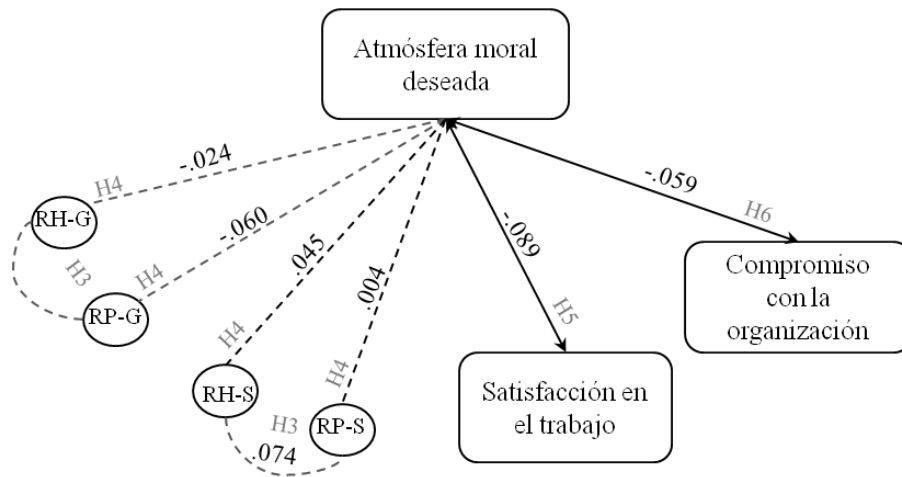 Atmósfera moral
deseada
-.024
H4
-.059
H6
RH-G
-.060
H4
H3
RP-G
.045
.004
-.089
H5
Compromiso
con la
organización
H4
H4
RH-S
H3
RP-S
.074
Satisfacción en
el trabajo